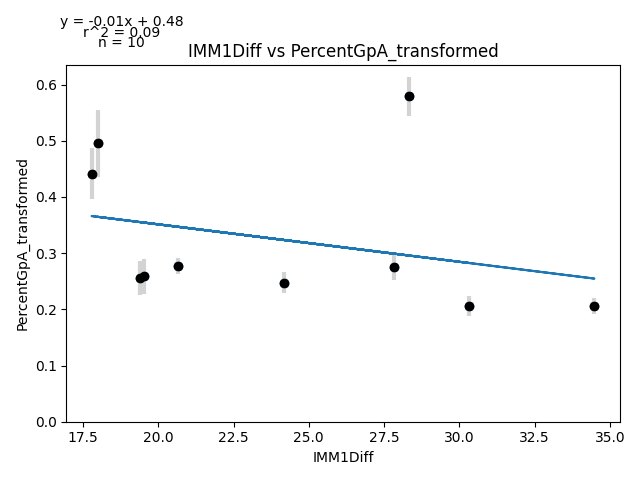 y = -0.01x + 0.48
r^2 = 0.09
n = 10
IMM1Diff vs PercentGpA_transformed
PercentGpA_transformed
0.6
0.5
0.4
0.3
0.2
0.1
0.0
17.5 20.0 22.5 25.0 27.5 30.0 32.5 35.0
IMM1Diff